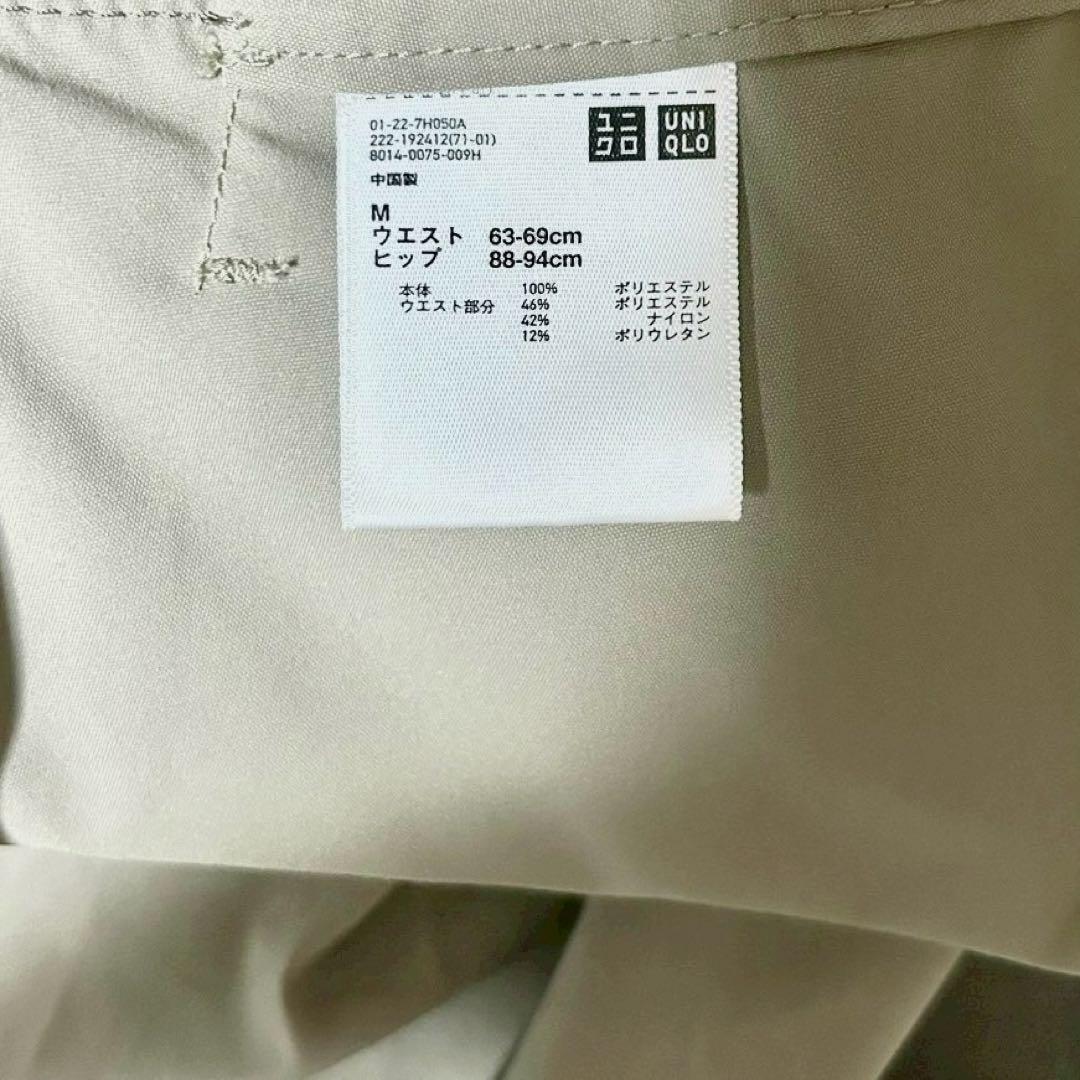 01-22-7H050A
222-192412(71-01)
8014-0075-009H
ユニ
クロ
UNI
QLO
中国製
M
ウエスト 63-69cm
ヒップ 88-94cm
本体 100% ポリエステル
ウエスト部分 46% ポリエステル
42% ナイロン
12% ポリウレタン